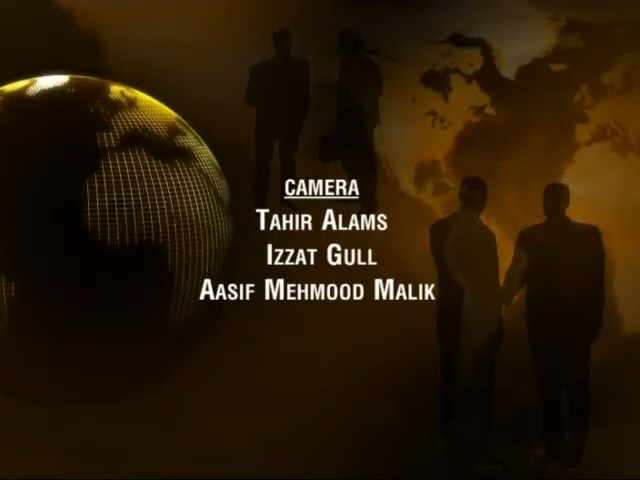 CAMERA
TAHIR ALAMS
IZZAT GULL
AASIF MEHMOOD MALIK